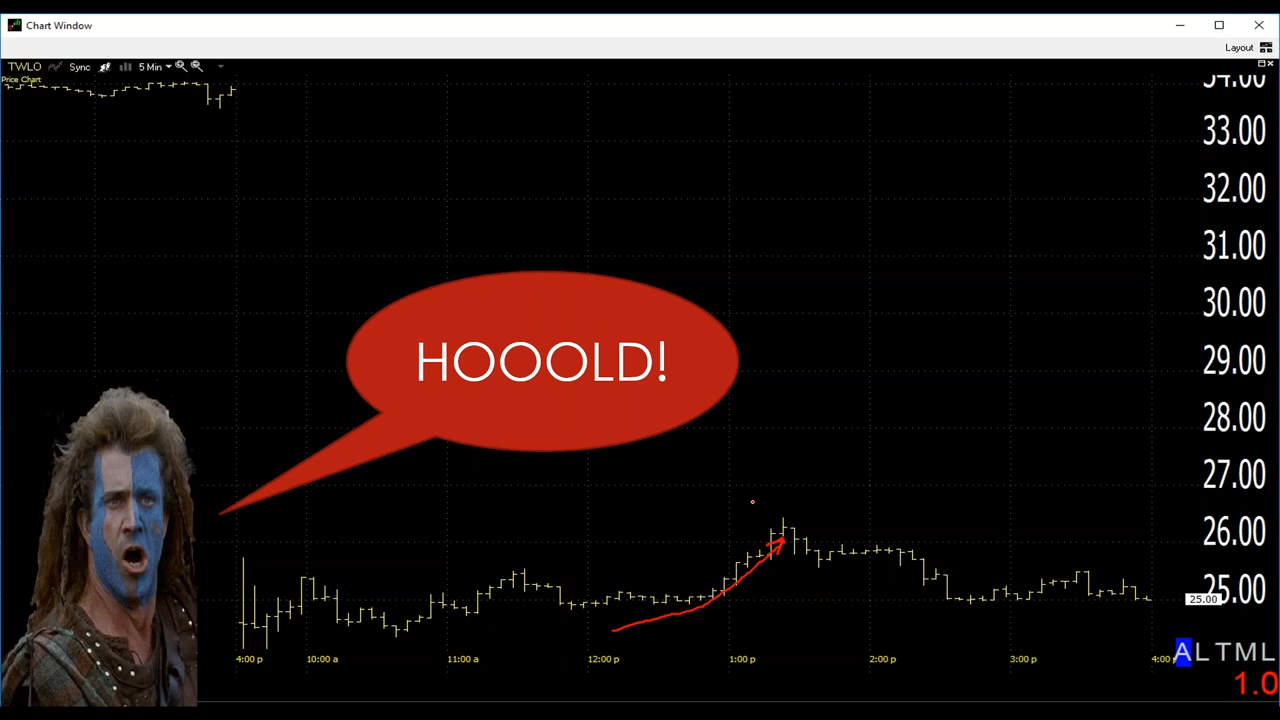 Chart Window
Layout
TWLO Sync 5 Min
Price Chart
34.00
33.00
32.00
31.00
30.00
29.00
28.00
HOOOLD!
27.00
26.00
25.00
25.00
4:00 p 10:00 a 11:00 a 12:00 p 1:00 p 2:00 p 3:00 p 4:00 p
ALTML
1.0